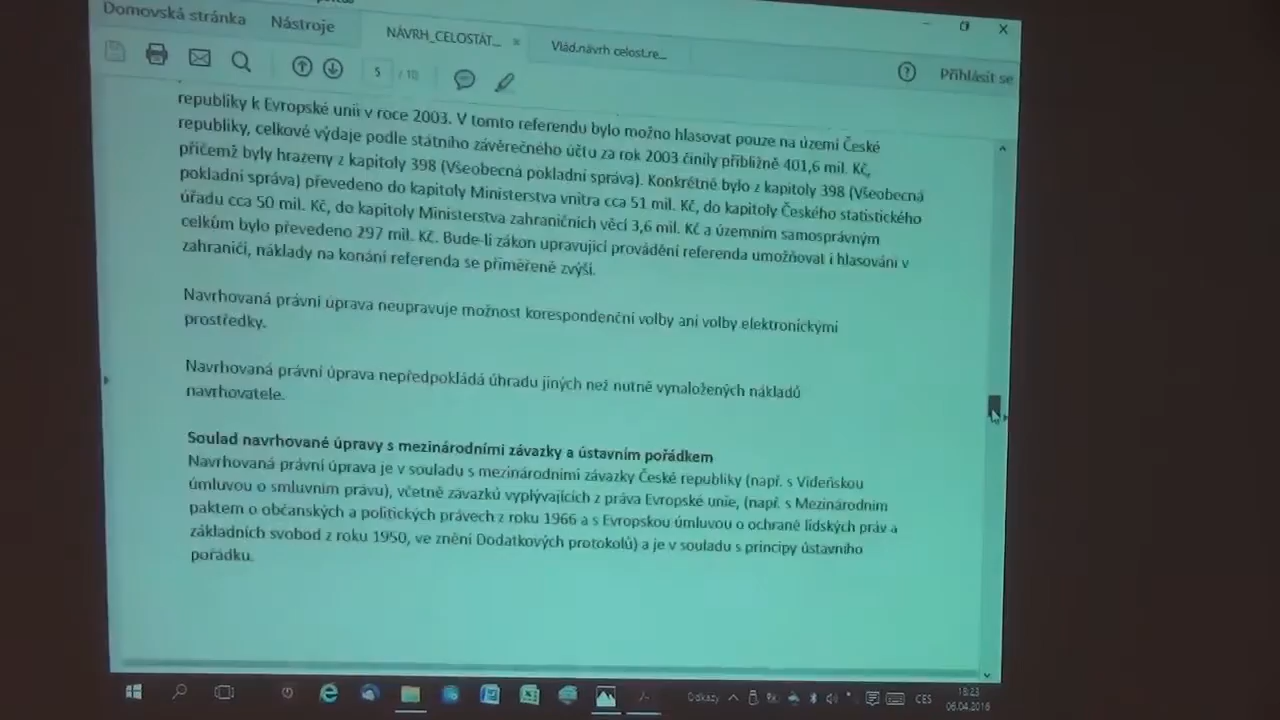 Domovská stránka Nástroje NÁVRH_CELOSTÁT... × Vlád.návrh celost.re...
5 / 10 Přihlásit se
republiky k Evropské unii v roce 2003. V tomto referendu bylo možno hlasovat pouze na území České
republiky, celkové výdaje podle státního závěrečného účtu za rok 2003 činily přibližně 401,6 mil. Kč,
přičemž byly hrazeny z kapitoly 398 (Všeobecná pokladní správa). Konkrétně bylo z kapitoly 398 (Všeobecná
pokladní správa) převedeno do kapitoly Ministerstva vnitra cca 51 mil. Kč, do kapitoly Českého statistického
úřadu cca 50 mil. Kč, do kapitoly Ministerstva zahraničních věcí 3,6 mil. Kč a územním samosprávným
celkům bylo převedeno 297 mil. Kč. Bude-li zákon upravující provádění referenda umožňovat i hlasování v
zahraničí, náklady na konání referenda se přiměřeně zvýší.
Navrhovaná právní úprava neupravuje možnost korespondenční volby ani volby elektronickými
prostředky.
Navrhovaná právní úprava nepředpokládá úhradu jiných než nutně vynaložených nákladů
navrhovatele.
Soulad navrhované úpravy s mezinárodními závazky a ústavním pořádkem
Navrhovaná právní úprava je v souladu s mezinárodními závazky České republiky (např. s Vídeňskou
úmluvou o smluvním právu), včetně závazků vyplývajících z práva Evropské unie, (např. s Mezinárodním
paktem o občanských a politických právech z roku 1966 a s Evropskou úmluvou o ochraně lidských práv a
základních svobod z roku 1950, ve znění Dodatkových protokolů) a je v souladu s principy ústavního
pořádku.
Odkazy CES 18:23
06.04.2016